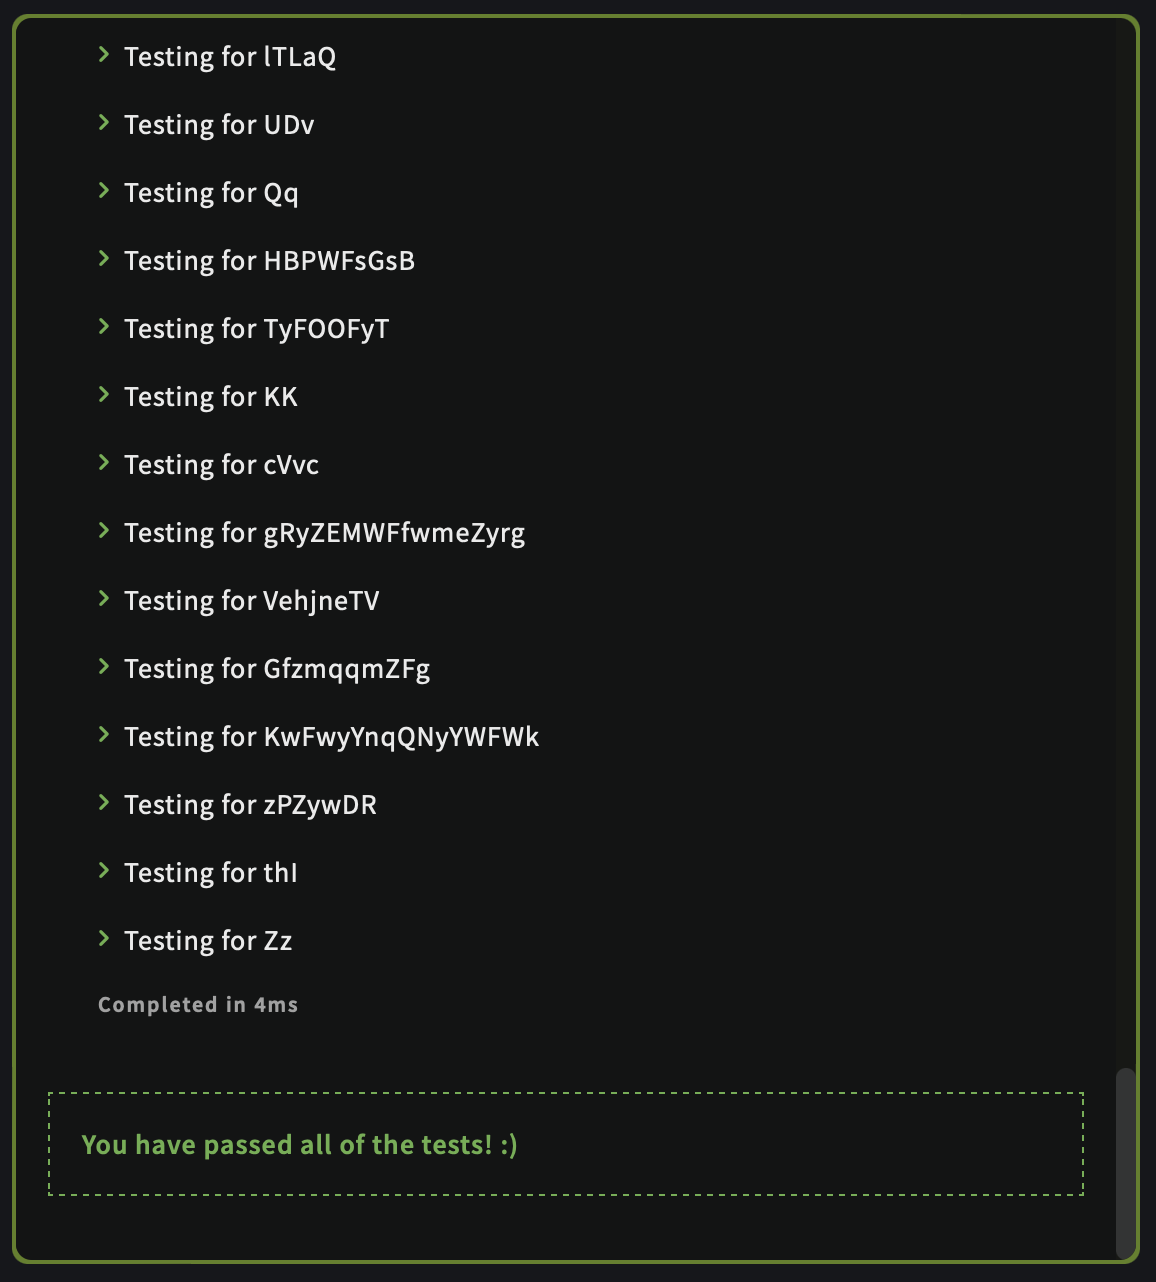 Testing for lTLaQ
Testing for UDv
Testing for Qq
Testing for HBPWFsGsB
Testing for TyFOOFyT
Testing for KK
Testing for cVvc
Testing for gRyZEMWFfwmeZyrg
Testing for VehjneTV
Testing for GfzmqqmZFg
Testing for KwFwyYnqQNyYWFWk
Testing for zPZywDR
Testing for thI
Testing for Zz
Completed in 4ms
You have passed all of the tests! :)